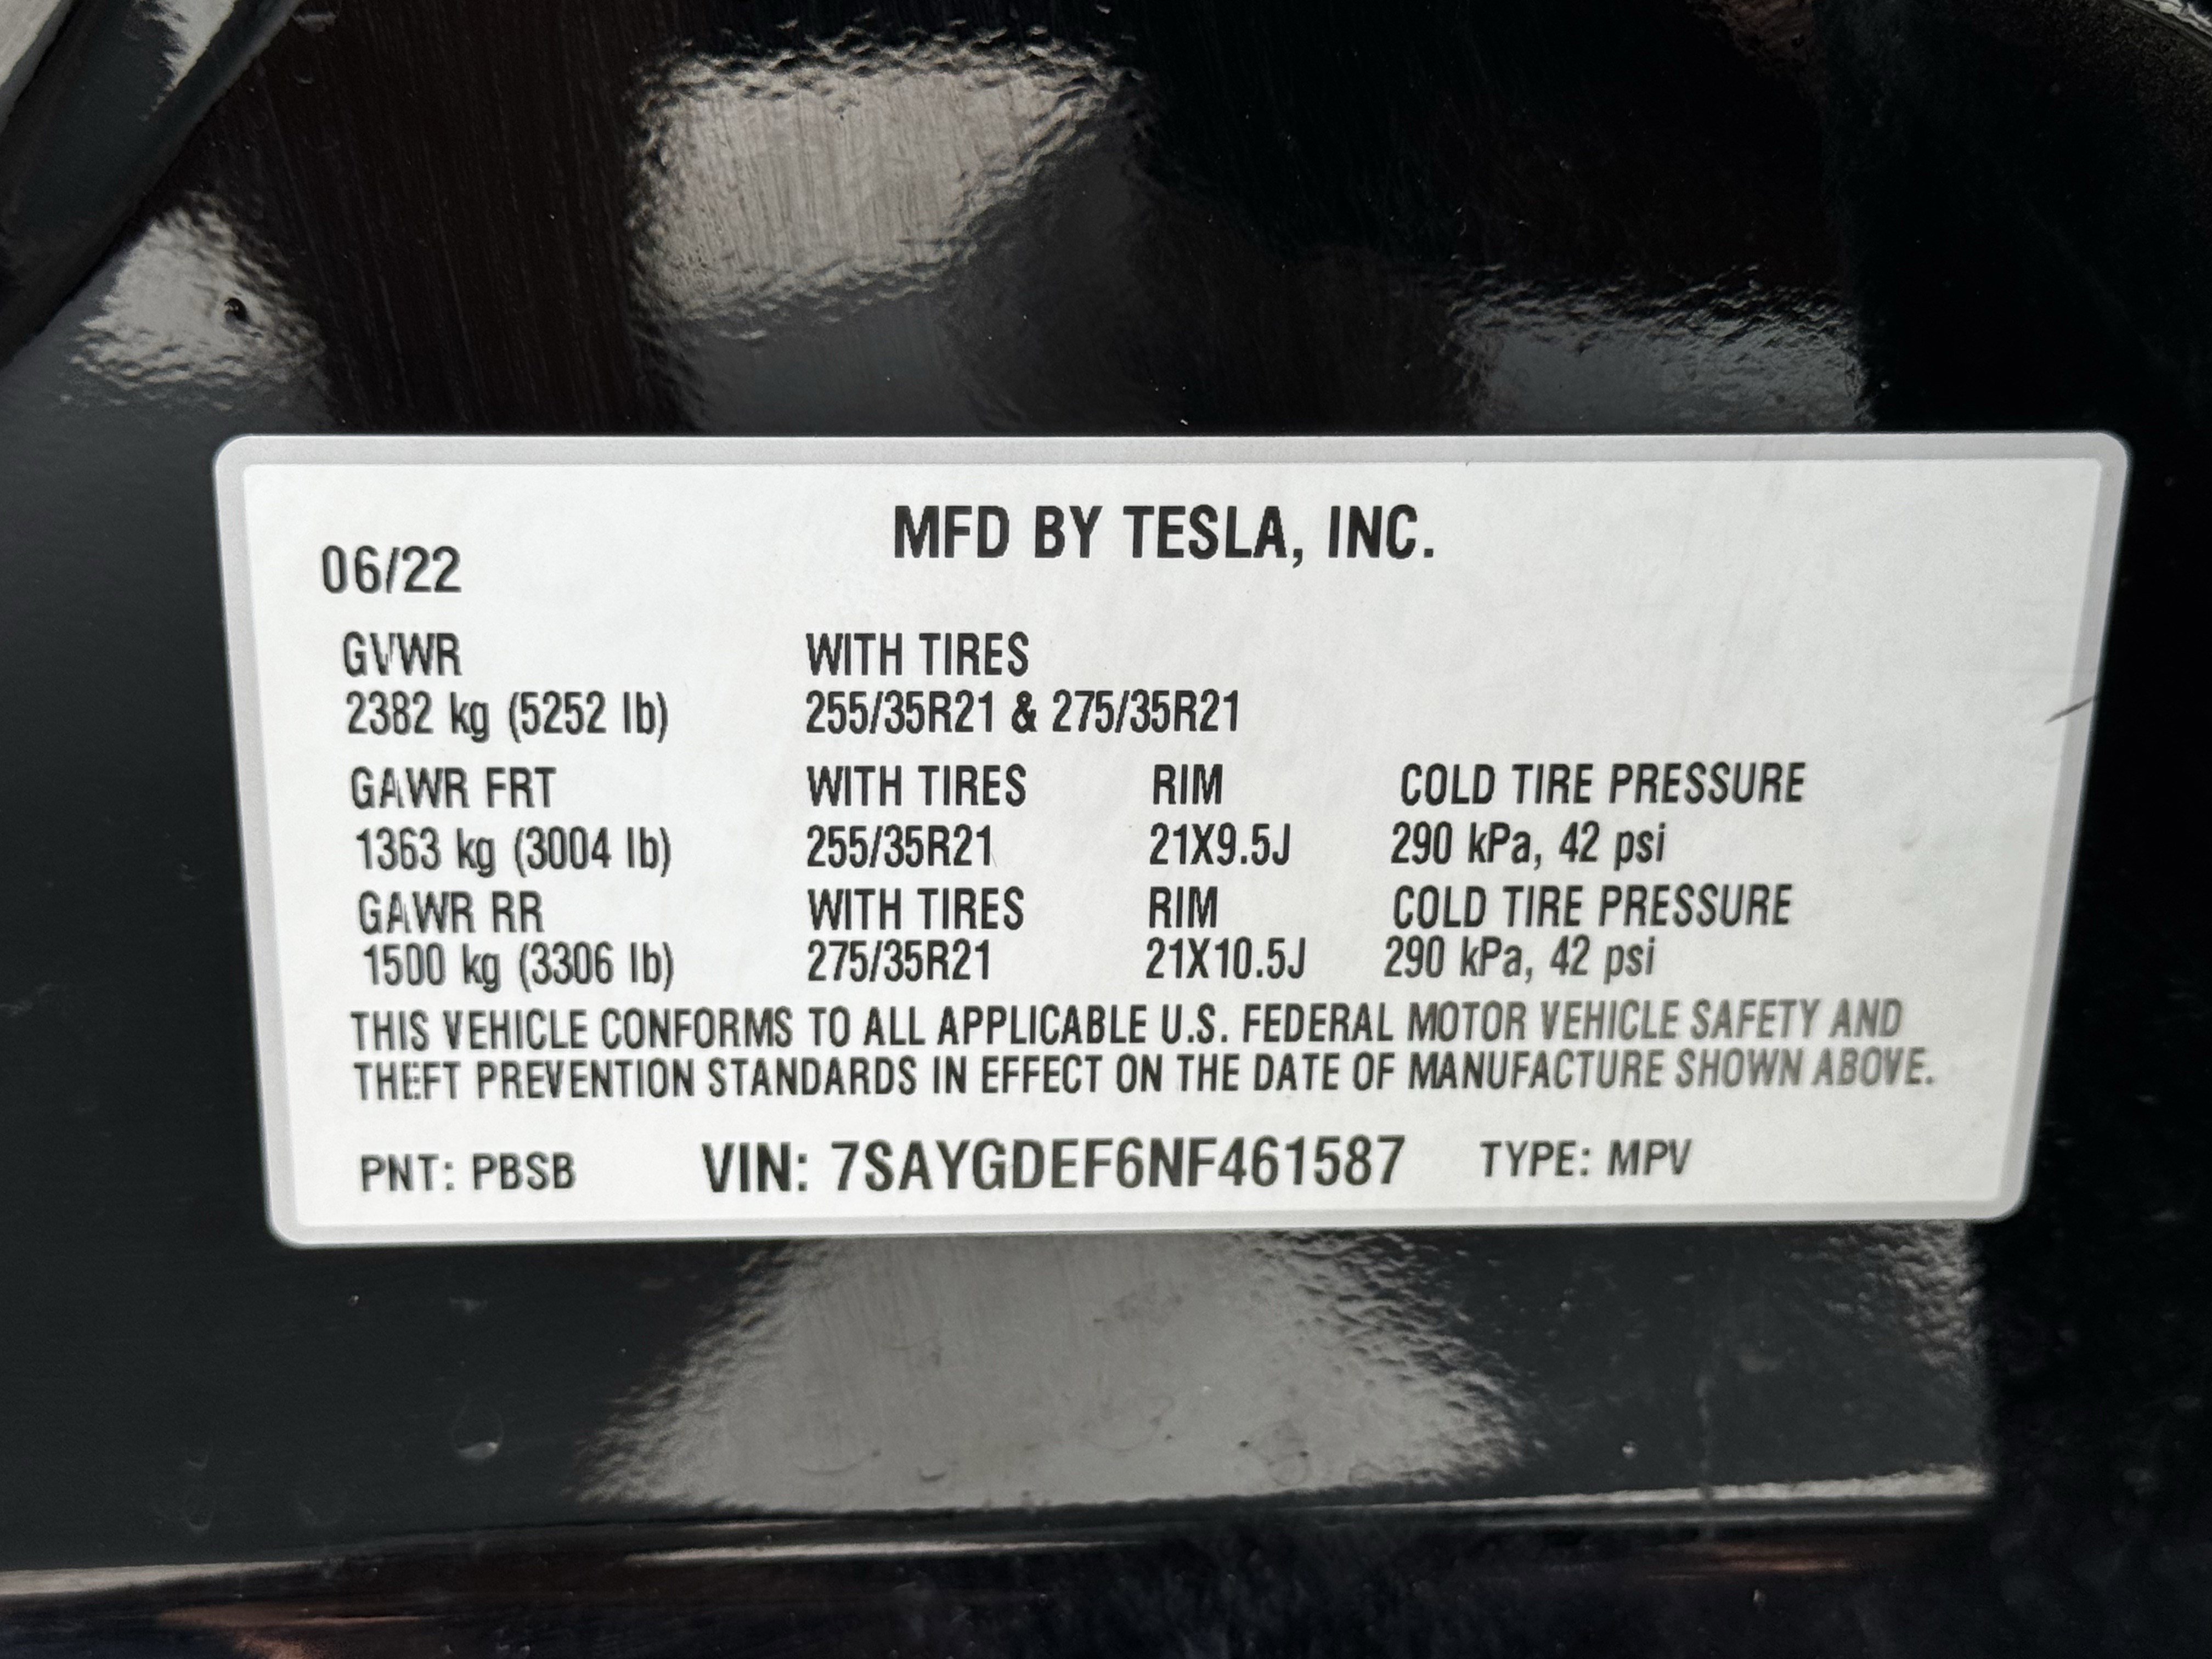 MFD BY TESLA, INC.
06/22
GVWR WITH TIRES
2382 kg (5252 lb) 255/35R21 & 275/35R21
GAWR FRT WITH TIRES RIM COLD TIRE PRESSURE
1363 kg (3004 lb) 255/35R21 21X9.5J 290 kPa, 42 psi
GAWR RR WITH TIRES RIM COLD TIRE PRESSURE
1500 kg (3306 lb) 275/35R21 21X10.5J 290 kPa, 42 psi
THIS VEHICLE CONFORMS TO ALL APPLICABLE U.S. FEDERAL MOTOR VEHICLE SAFETY AND
THEFT PREVENTION STANDARDS IN EFFECT ON THE DATE OF MANUFACTURE SHOWN ABOVE.
PNT: PBSB VIN: 7SAYGDEF6NF461587 TYPE: MPV